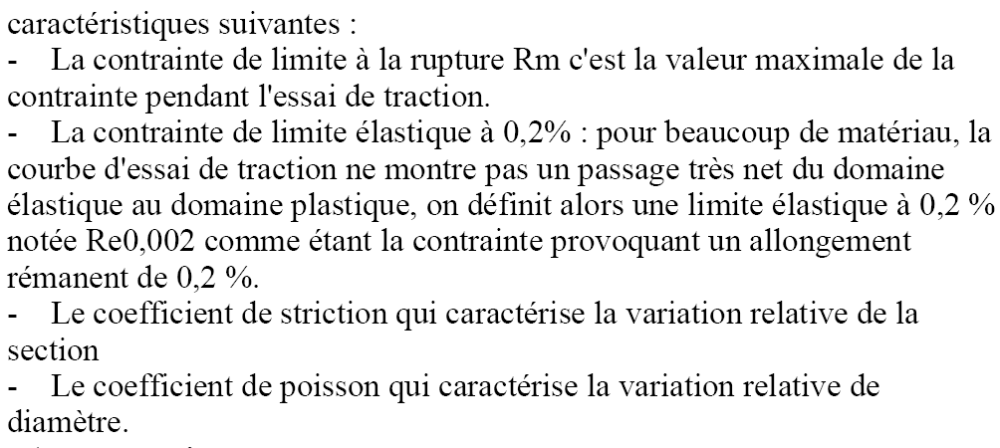 caractéristiques suivantes :
- La contrainte de limite à la rupture Rm c'est la valeur maximale de la
contrainte pendant l'essai de traction.
- La contrainte de limite élastique à 0,2% : pour beaucoup de matériau, la
courbe d'essai de traction ne montre pas un passage très net du domaine
élastique au domaine plastique, on définit alors une limite élastique à 0,2 %
notée Re0,002 comme étant la contrainte provoquant un allongement
rémanent de 0,2 %.
- Le coefficient de striction qui caractérise la variation relative de la
section
- Le coefficient de poisson qui caractérise la variation relative de
diamètre.